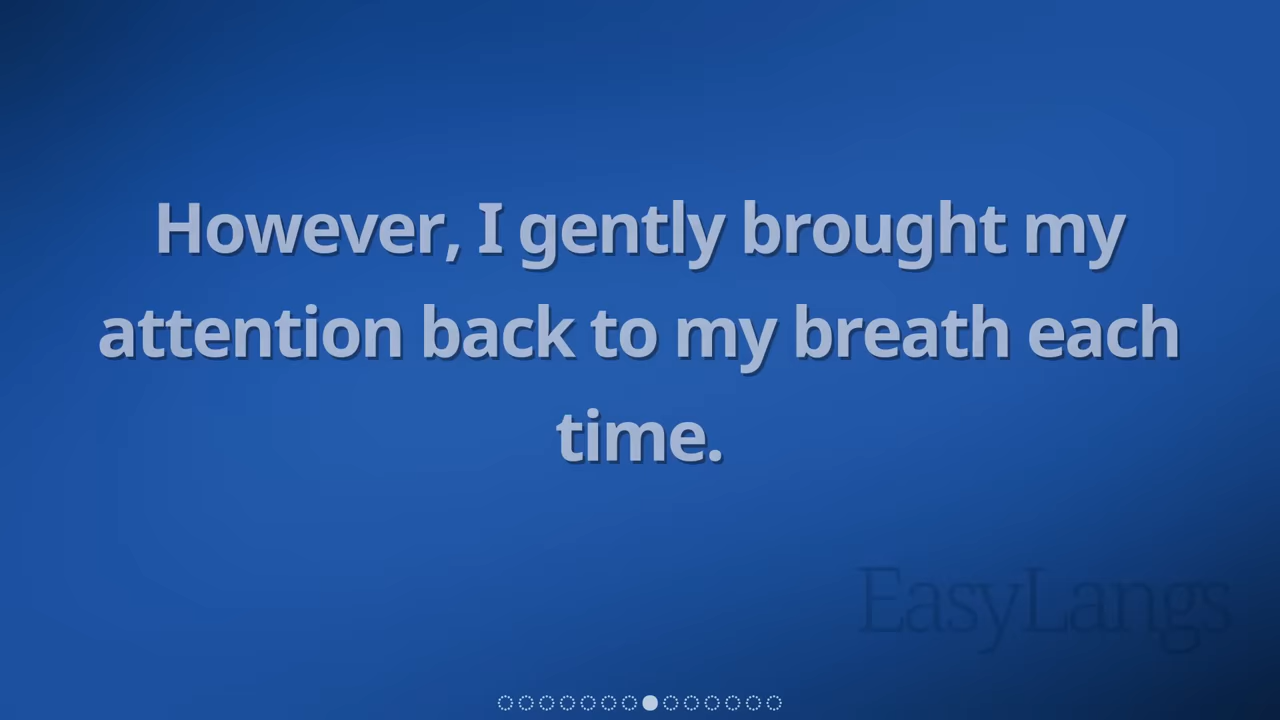 However, I gently brought my
attention back to my breath each
time.
EasyLangs